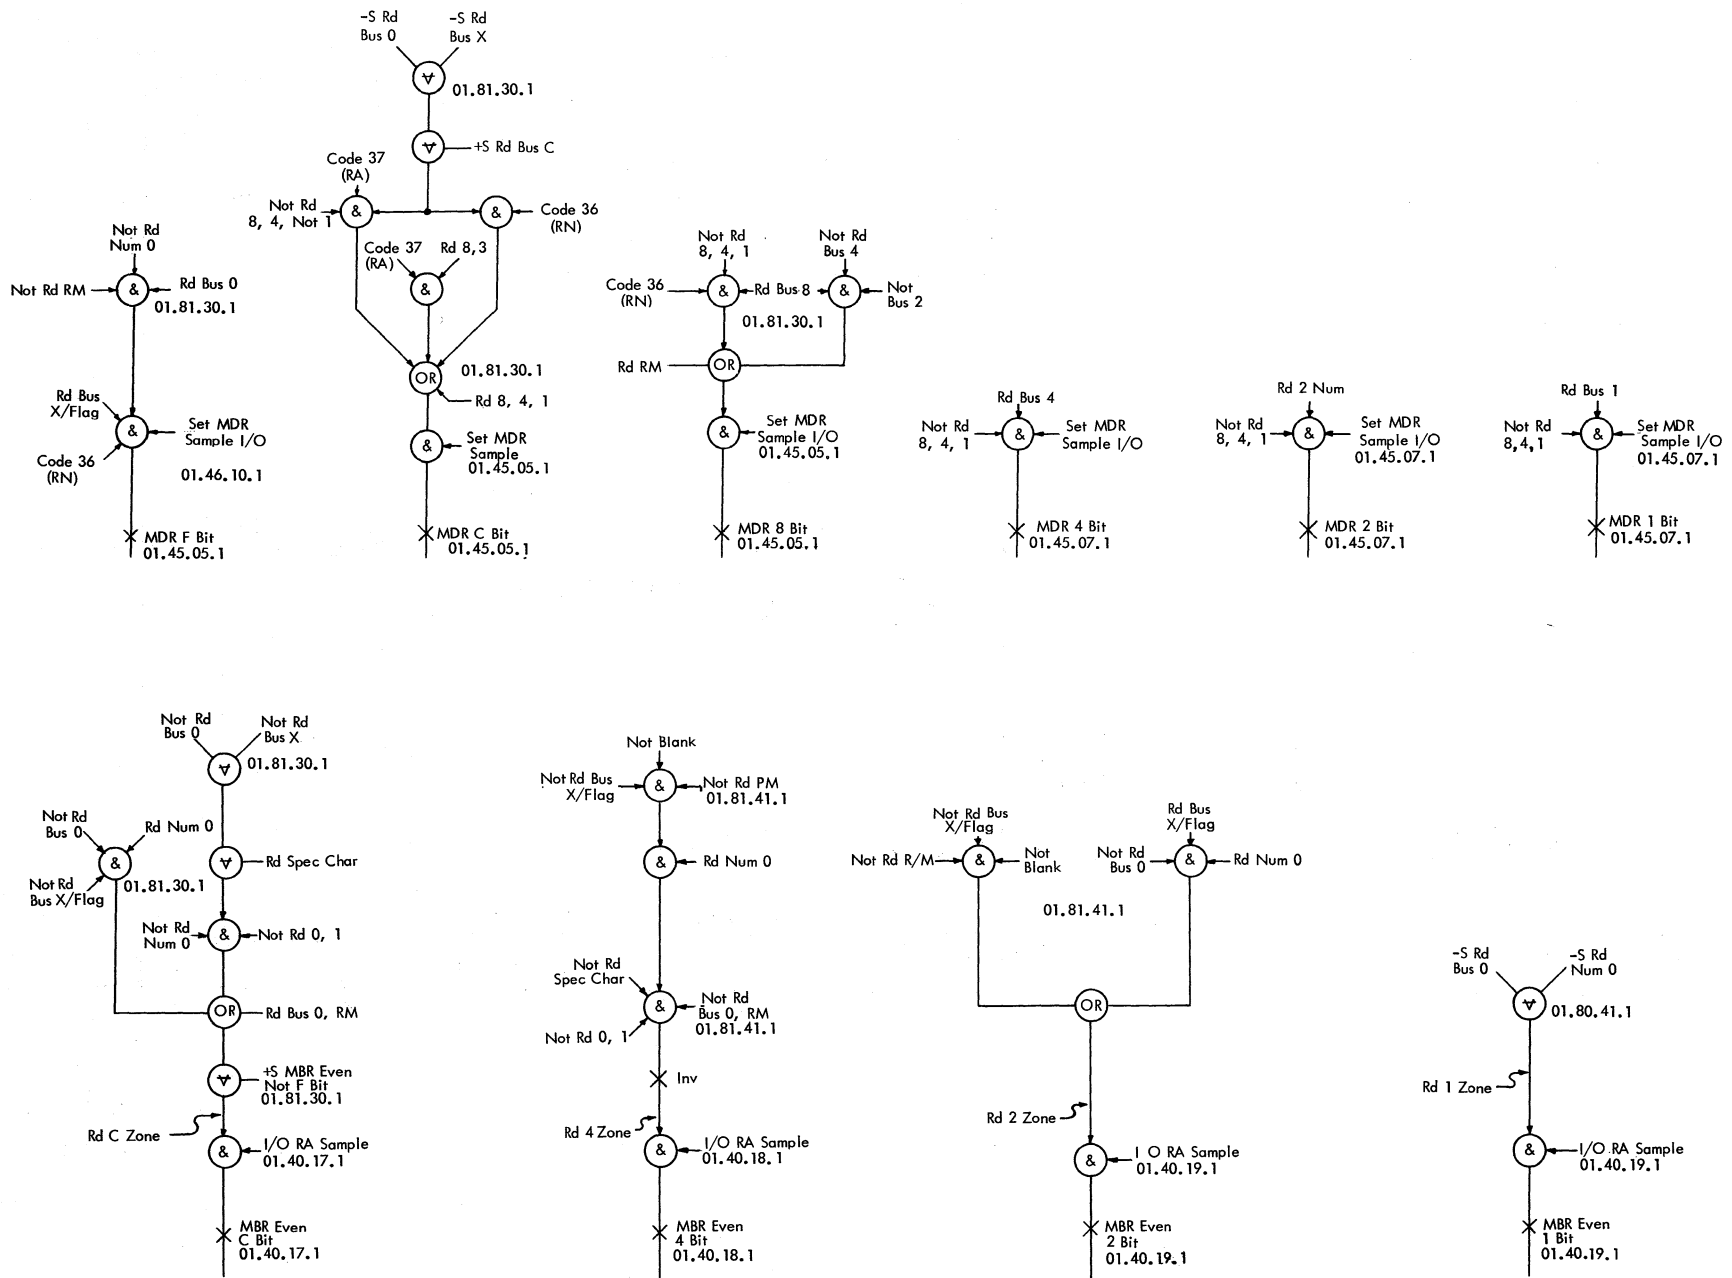 -S Rd
Bus 0
-S Rd
Bus X
∀
01.81.30.1
∀
+S Rd Bus C
Code 37
(RA)
Not Rd
8, 4, Not 1
&
&
Code 36
(RN)
Code 37
(RA)
Rd 8,3
&
OR
01.81.30.1
Rd 8, 4, 1
&
Set MDR
Sample
01.45.05.1
MDR C Bit
01.45.05.1
Not Rd
Num 0
Not Rd RM
&
Rd Bus 0
01.81.30.1
Rd Bus
X/Flag
&
Set MDR
Sample I/O
Code 36
(RN)
01.46.10.1
MDR F Bit
01.45.05.1
Not Rd
8, 4, 1
Not Rd
Bus 4
Code 36
(RN)
&
Rd Bus 8
&
Not
Bus 2
01.81.30.1
Rd RM
OR
&
Set MDR
Sample I/O
01.45.05.1
MDR 8 Bit
01.45.05.1
Rd Bus 4
Not Rd
8, 4, 1
&
Set MDR
Sample I/O
MDR 4 Bit
01.45.07.1
Rd 2 Num
Not Rd
8, 4, 1
&
Set MDR
Sample I/O
01.45.07.1
MDR 2 Bit
01.45.07.1
Rd Bus 1
Not Rd
8,4,1
&
Set MDR
Sample I/O
01.45.07.1
MDR 1 Bit
01.45.07.1
Not Rd
Bus 0
Not Rd
Bus X
∀
01.81.30.1
Not Rd
Bus 0
Rd Num 0
&
Not Rd
Bus X/Flag
01.81.30.1
∀
Rd Spec Char
Not Rd
Num 0
&
Not Rd 0, 1
OR
Rd Bus 0, RM
∀
+S MBR Even
Not F Bit
01.81.30.1
Rd C Zone
&
I/O RA Sample
01.40.17.1
MBR Even
C Bit
01.40.17.1
Not Blank
Not Rd Bus
X/Flag
&
Not Rd PM
01.81.41.1
&
Rd Num 0
Not Rd
Spec Char
&
Not Rd
Bus 0, RM
01.81.41.1
Not Rd 0, 1
Inv
Rd 4 Zone
&
I/O RA Sample
01.40.18.1
MBR Even
4 Bit
01.40.18.1
Not Rd Bus
X/Flag
Not Rd R/M
&
Not
Blank
Rd Bus
X/Flag
Not Rd
Bus 0
&
Rd Num 0
01.81.41.1
OR
Rd 2 Zone
&
I O RA Sample
01.40.19.1
MBR Even
2 Bit
01.40.19.1
-S Rd
Bus 0
-S Rd
Num 0
∀
01.80.41.1
Rd 1 Zone
&
I/O RA Sample
01.40.19.1
MBR Even
1 Bit
01.40.19.1